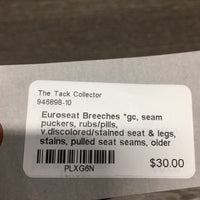 The Tack Collector
946898-10
Euroseat Breeches *gc, seam
puckers, rubs/pills,
v.discolored/stained seat & legs,
stains, pulled seat seams, older
PLXG6N
$30.00